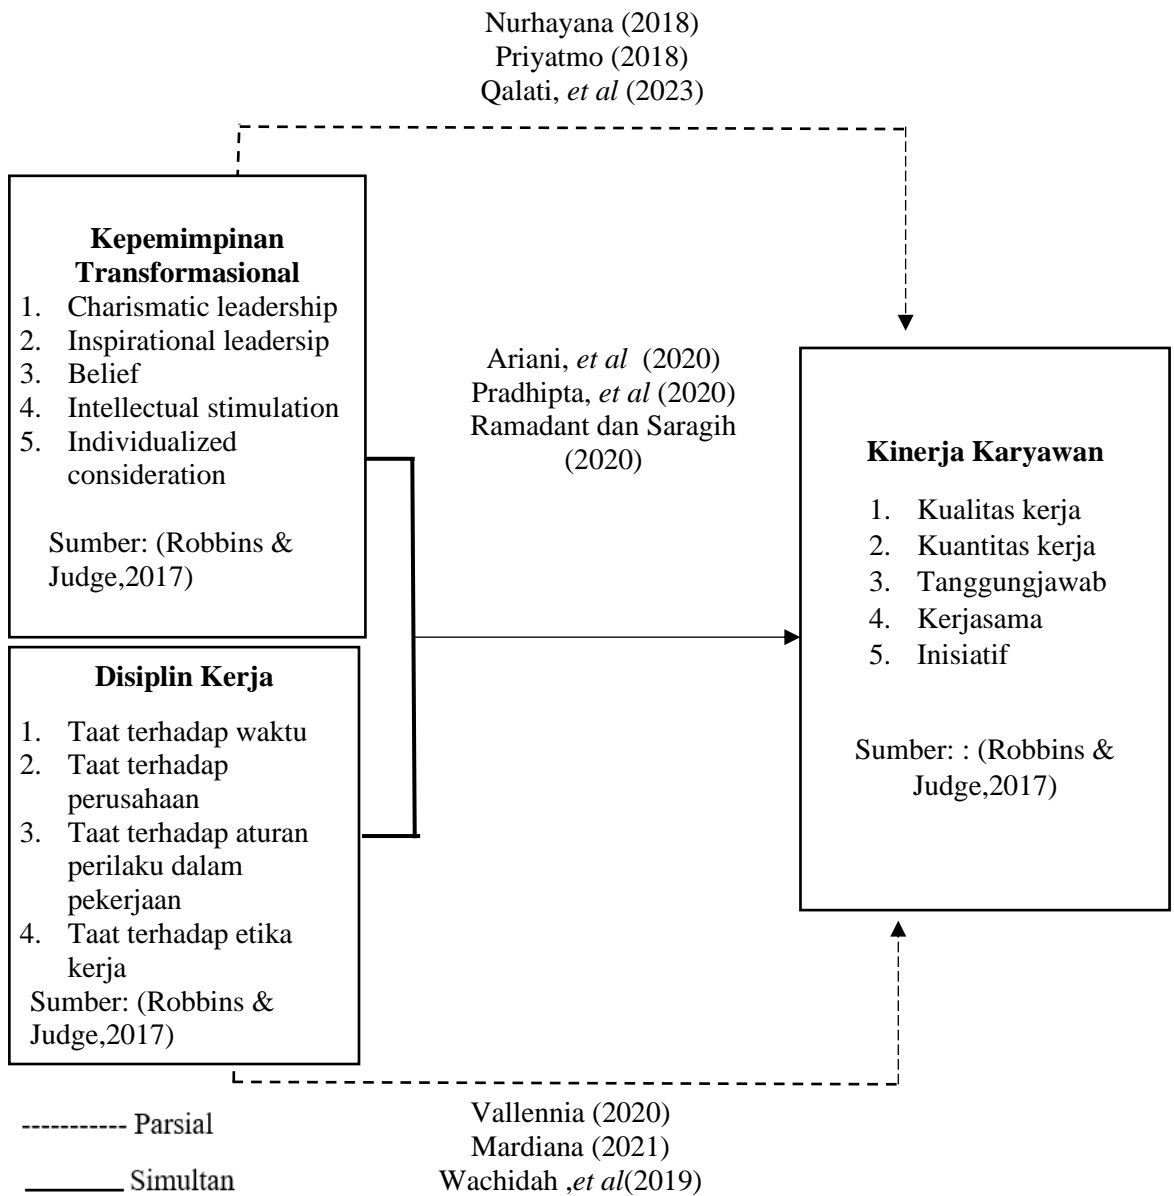 Nurhayana (2018)
Priyatmo (2018)
Qalati, et al (2023)
Kepemimpinan
Transformasional
1. Charismatic leadership
2. Inspirational leadersip
3. Belief
4. Intellectual stimulation
5. Individualized
consideration
Sumber: (Robbins &
Judge,2017)
Ariani, et al (2020)
Pradhipta, et al (2020)
Ramadant dan Saragih
(2020)
Kinerja Karyawan
1. Kualitas kerja
2. Kuantitas kerja
3. Tanggungjawab
4. Kerjasama
5. Inisiatif
Sumber: : (Robbins &
Judge,2017)
Disiplin Kerja
1. Taat terhadap waktu
2. Taat terhadap
perusahaan
3. Taat terhadap aturan
perilaku dalam
pekerjaan
4. Taat terhadap etika
kerja
Sumber: (Robbins &
Judge,2017)
Vallennia (2020)
Mardiana (2021)
Wachidah ,et al(2019)
----------- Parsial
Simultan